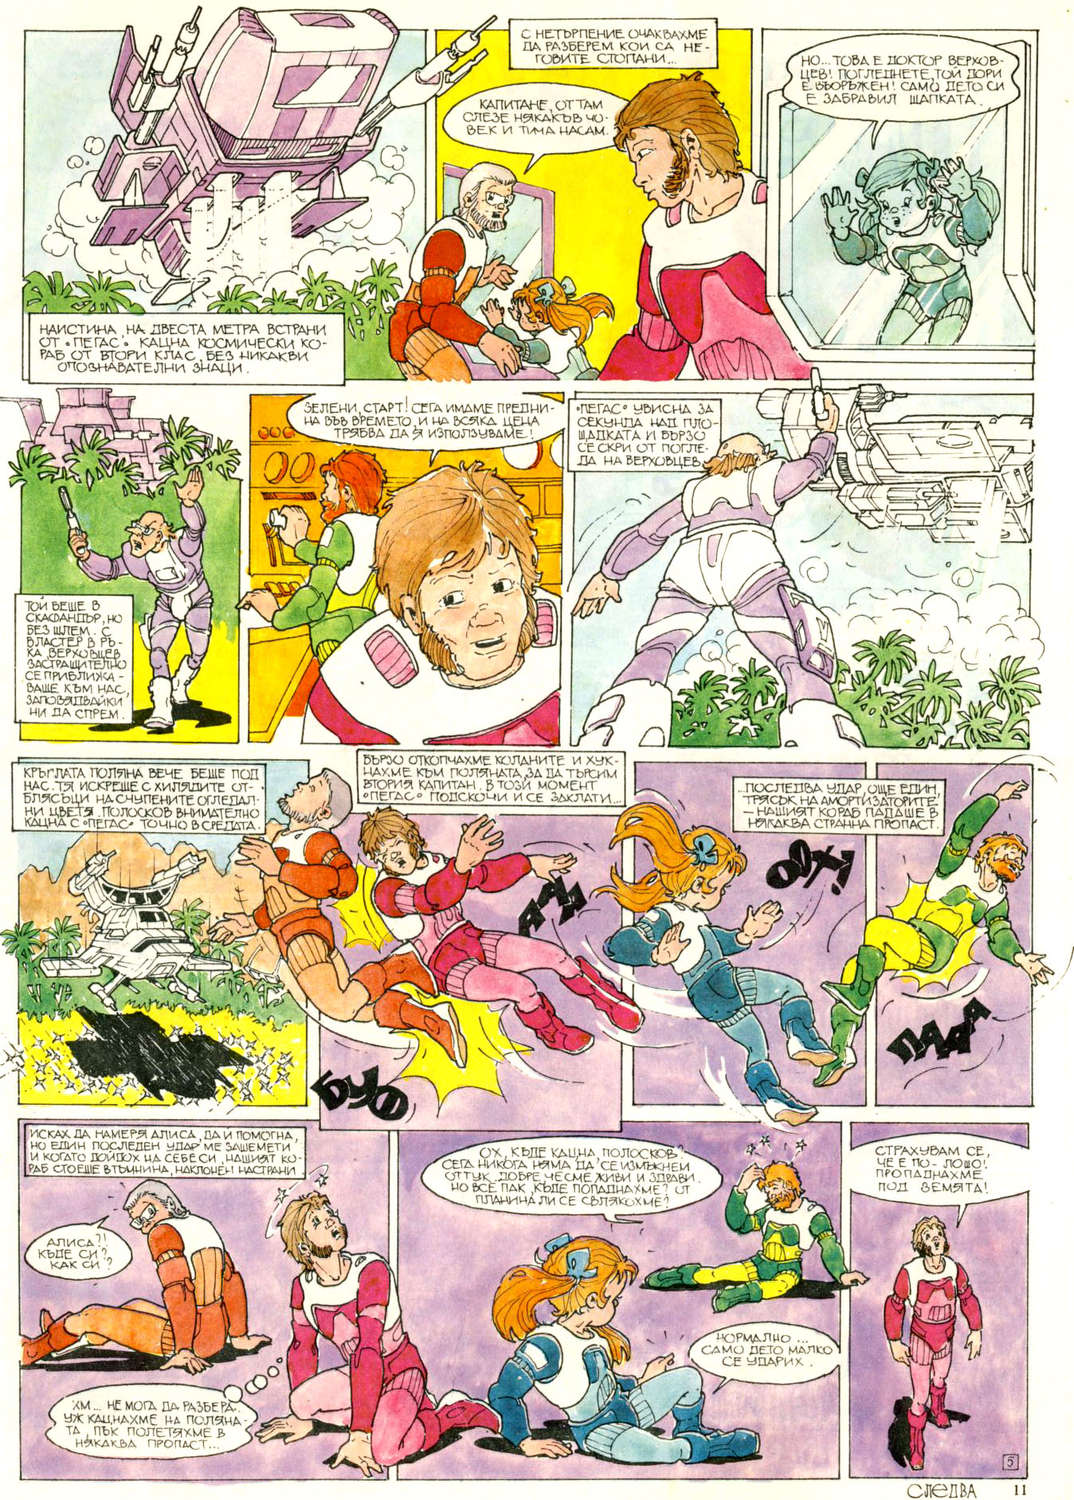 НАИСТИНА, НА ДВЕСТА МЕТРА ВСТРАНИ
ОТ "ПЕГАС" КАЦНА КОСМИЧЕСКИ КО-
РАБ ОТ ВТОРИ КЛАС, БЕЗ НИКАКВИ
ОПОЗНАВАТЕЛНИ ЗНАЦИ.
С НЕТЪРПЕНИЕ ОЧАКВАХМЕ
ДА РАЗБЕРЕМ КОИ СА НЕ-
ГОВИТЕ СТОПАНИ...
КАПИТАНЕ, ОТ ТАМ
СЛЕЗЕ НЯКАКЪВ ЧО-
ВЕК И ТИЧА НАСАМ.
НО... ТОВА Е ДОКТОР ВЕРХОВ-
ЦЕВ! ПОГЛЕДНЕТЕ, ТОЙ ДОРИ
Е ВЪОРЪЖЕН! САМО ДЕТО СИ
Е ЗАБРАВИЛ ШАПКАТА.
ТОЙ БЕШЕ В
СКАФАНДЪР, НО
БЕЗ ШЛЕМ. С
БЛАСТЕР В РЪ-
КА ВЕРХОВЦЕВ
ЗАСТРАШИТЕЛНО
СЕ ПРИБЛИЖА-
ВАШЕ КЪМ НАС,
ЗАПОВЯДВАЙКИ
НИ ДА СПРЕМ.
ЗЕЛЕНИ, СТАРТ! СЕГА ИМАМЕ ПРЕДНИ-
НА ВЪВ ВРЕМЕТО, И НА ВСЯКА ЦЕНА
ТРЯБВА ДА Я ИЗПОЛЗУВАМЕ!
"ПЕГАС" УВИСНА ЗА
СЕКУНДА НАД ПЛО-
ЩАДКАТА И БЪРЗО
СЕ СКРИ ОТ ПОГЛЕ-
ДА НА ВЕРХОВЦЕВ.
КРЪГЛАТА ПОЛЯНА ВЕЧЕ БЕШЕ ПОД
НАС. ТЯ ИСКРЕШЕ С ХИЛЯДИТЕ ОТ-
БЛЯСЪЦИ НА СЧУПЕНИТЕ ОГЛЕДАЛ-
НИ ЦВЕТЯ. ПОЛОСКОВ ВНИМАТЕЛНО
КАЦНА С "ПЕГАС" ТОЧНО В СРЕДАТА.
БЪРЗО ОТКОПЧАХМЕ КОЛАНИТЕ И ХУК-
НАХМЕ КЪМ ПОЛЯНАТА, ЗА ДА ТЪРСИМ
ВТОРИЯ КАПИТАН. В ТОЗИ МОМЕНТ
"ПЕГАС" ПОДСКОЧИ И СЕ ЗАКЛАТИ...
БУФ
ООХ!
...ПОСЛЕДВА УДАР, ОЩЕ ЕДИН,
ТРЯСЪК НА АМОРТИЗАТОРИТЕ
— НАШИЯТ КОРАБ ПАДАШЕ В
НЯКАКВА СТРАННА ПРОПАСТ.
ИСКАХ ДА НАМЕРЯ АЛИСА, ДА Ѝ ПОМОГНА,
НО ЕДИН ПОСЛЕДЕН УДАР МЕ ЗАШЕМЕТИ
И КОГАТО ДОЙДОХ НА СЕБЕ СИ, НАШИЯТ КО-
РАБ СТОЕШЕ В ТЪМНИНА, НАКЛОНЕН НАСТРАНИ.
АЛИСА?!
КЪДЕ СИ?
КАК СИ?
ХМ... НЕ МОГА ДА РАЗБЕРА.
УЖ КАЦНАХМЕ НА ПОЛЯНА-
ТА, ПЪК ПОЛЕТЯХМЕ В
НЯКАКВА ПРОПАСТ...
ОХ, КЪДЕ КАЦНА, ПОЛОСКОВ?
СЕГА НИКОГА НЯМА ДА СЕ ИЗМЪКНЕМ
ОТТУК. ДОБРЕ ЧЕ СМЕ ЖИВИ И ЗДРАВИ.
НО ВСЕ ПАК, КЪДЕ ПОПАДНАХМЕ? ОТ
ПЛАНИНА ЛИ СЕ СВЛЯКОХМЕ?
НОРМАЛНО...
САМО ДЕТО МАЛКО
СЕ УДАРИХ.
СТРАХУВАМ СЕ,
ЧЕ Е ПО-ЛОШО!
ПРОПАДНАХМЕ
ПОД ЗЕМЯТА!
5
СЛЕДВА 11